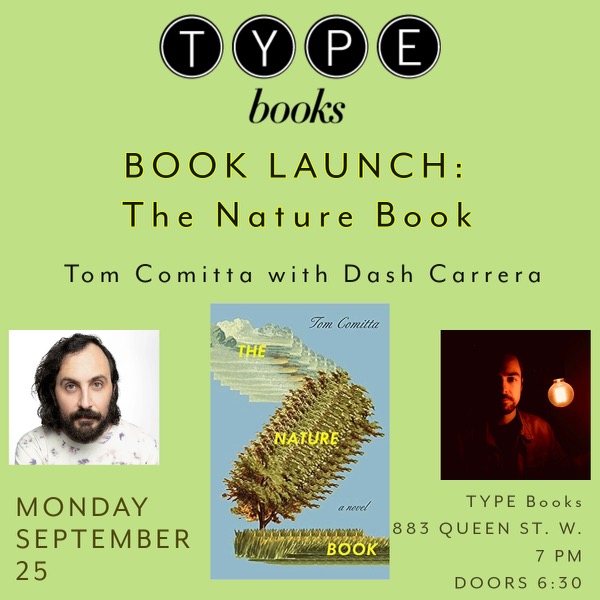 TYPE
books
BOOK LAUNCH:
The Nature Book
Tom Comitta with Dash Carrera
Tom Comitta
THE
NATURE
a novel
BOOK
MONDAY
SEPTEMBER
25
TYPE Books
883 QUEEN ST. W.
7 PM
DOORS 6:30